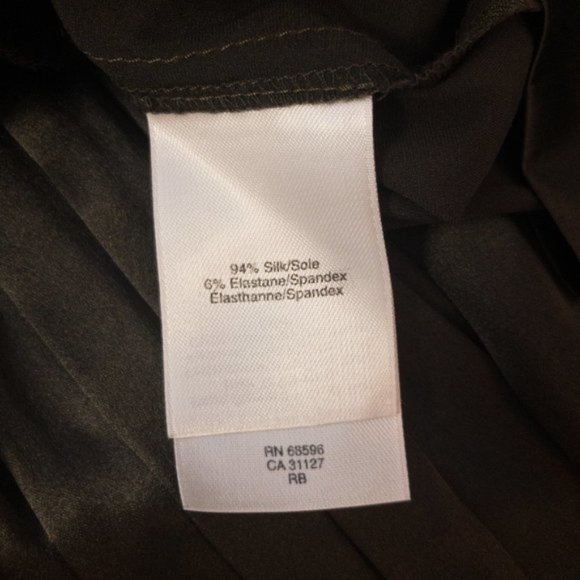 94% Silk/Soie
6% Elastane/Spandex
Élasthanne/Spandex
RN 68596
CA 31127
RB